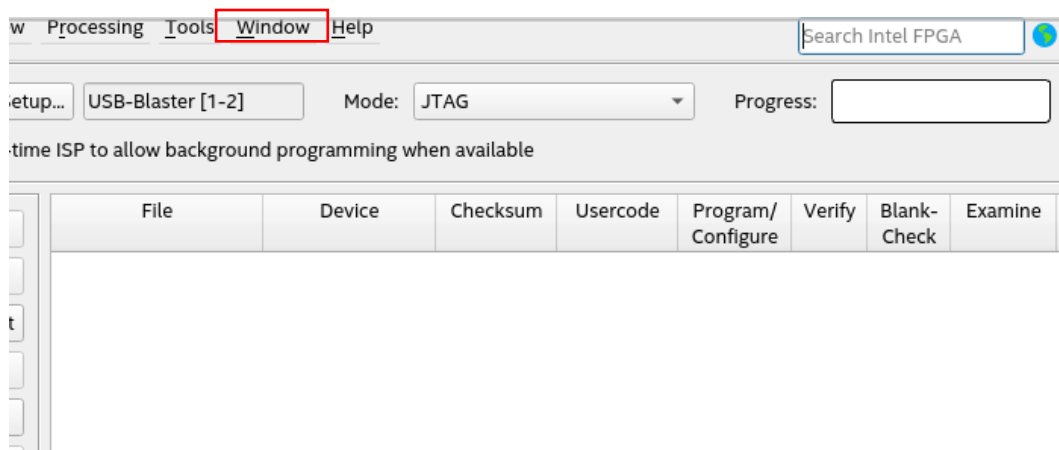 w Processing Tools Window Help Search Intel FPGA
etup... USB-Blaster [1-2] Mode: JTAG Progress:
-time ISP to allow background programming when available
File Device Checksum Usercode Program/ Verify Blank- Examine
Configure Check
t